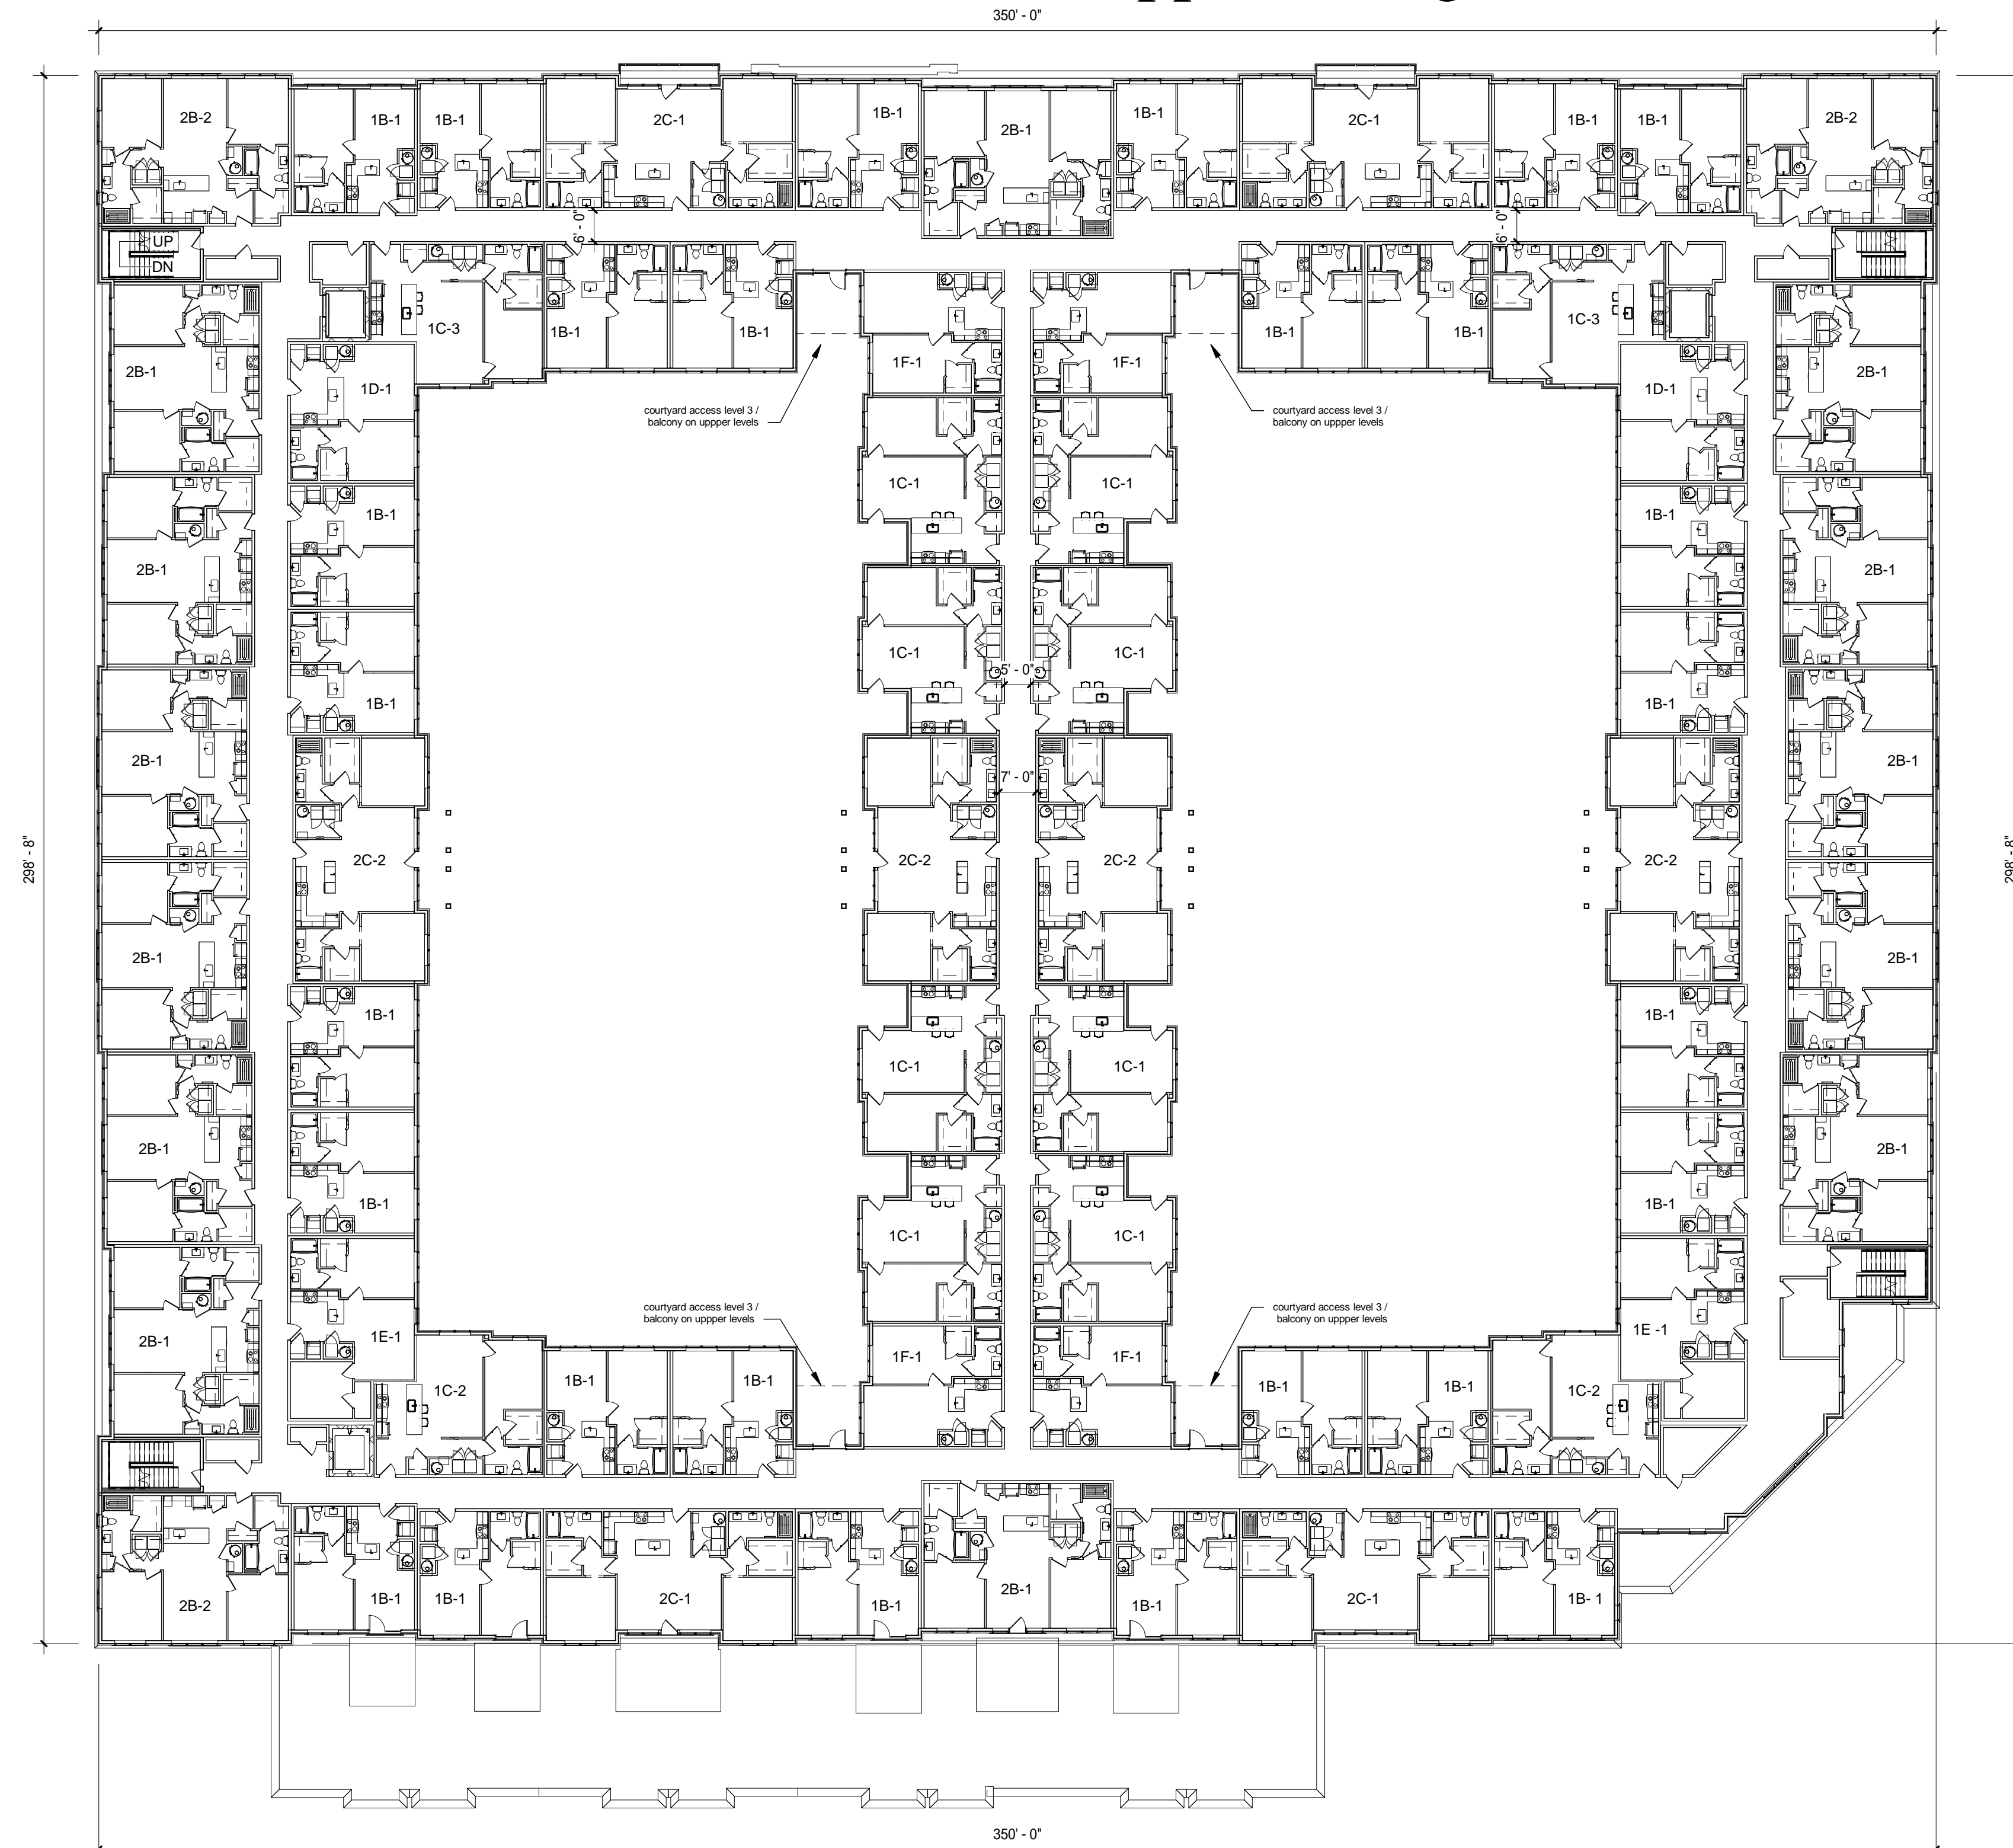 350' - 0"
2B-2
1B-1
1B-1
2C-1
1B-1
2B-1
1B-1
2C-1
1B-1
1B-1
2B-2
6' - 0"
6' - 0"
UP
DN
1C-3
1B-1
1B-1
1B-1
1B-1
1C-3
2B-1
1D-1
1F-1
1F-1
1D-1
2B-1
courtyard access level 3 /
balcony on uppper levels
courtyard access level 3 /
balcony on uppper levels
1B-1
1C-1
1C-1
1B-1
2B-1
2B-1
1C-1
1C-1
5' - 0"
1B-1
1B-1
2B-1
2B-1
7' - 0"
298' - 8"
2C-2
2C-2
2C-2
2C-2
298' - 8"
2B-1
2B-1
1B-1
1B-1
1C-1
1C-1
2B-1
2B-1
1B-1
1B-1
1C-1
1C-1
courtyard access level 3 /
balcony on uppper levels
courtyard access level 3 /
balcony on uppper levels
2B-1
1E-1
1E -1
1F-1
1F-1
1C-2
1B-1
1B-1
1B-1
1B-1
1C-2
2B-2
1B-1
1B-1
2C-1
1B-1
2B-1
1B-1
2C-1
1B- 1
350' - 0"